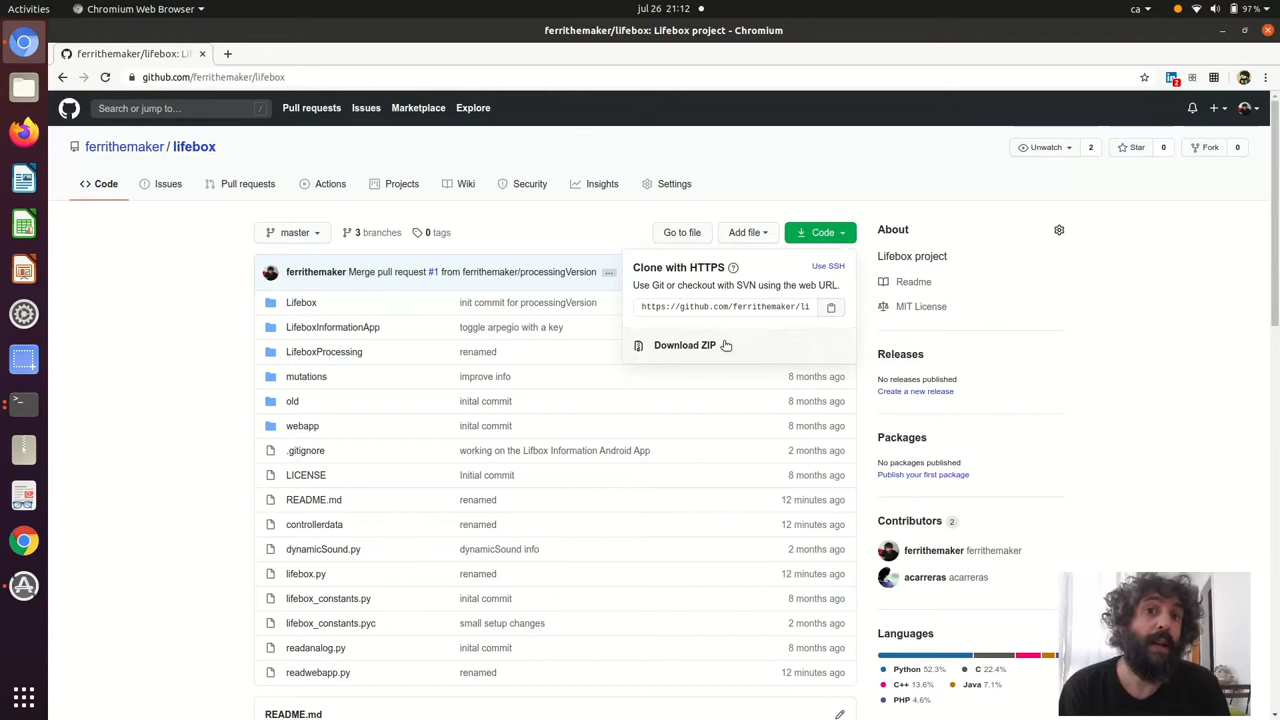 Activities
Chromium Web Browser
jul 26 21:12
ca
97 %
ferrithemaker/lifebox: Lifebox project - Chromium
ferrithemaker/lifebox: Li
github.com/ferrithemaker/lifebox
2
Search or jump to…
/
Pull requests
Issues
Marketplace
Explore
ferrithemaker / lifebox
Unwatch
2
Star
0
Fork
0
<> Code
Issues
Pull requests
Actions
Projects
Wiki
Security
Insights
Settings
master
3 branches
0 tags
Go to file
Add file
Code
ferrithemaker Merge pull request #1 from ferrithemaker/processingVersion
Clone with HTTPS
Use SSH
Use Git or checkout with SVN using the web URL.
https://github.com/ferrithemaker/li
Download ZIP
Lifebox init commit for processingVersion
LifeboxInformationApp toggle arpegio with a key
LifeboxProcessing renamed
mutations improve info 8 months ago
old inital commit 8 months ago
webapp inital commit 8 months ago
.gitignore working on the Lifbox Information Android App 2 months ago
LICENSE Initial commit 8 months ago
README.md renamed 12 minutes ago
controllerdata renamed 12 minutes ago
dynamicSound.py dynamicSound info 2 months ago
lifebox.py renamed 12 minutes ago
lifebox_constants.py inital commit 8 months ago
lifebox_constants.pyc small setup changes 2 months ago
readanalog.py inital commit 8 months ago
readwebapp.py renamed 12 minutes ago
README.md
About
Lifebox project
Readme
MIT License
Releases
No releases published
Create a new release
Packages
No packages published
Publish your first package
Contributors 2
ferrithemaker ferrithemaker
acarreras acarreras
Languages
Python 52.3%
C 22.4%
C++ 13.6%
Java 7.1%
PHP 4.6%